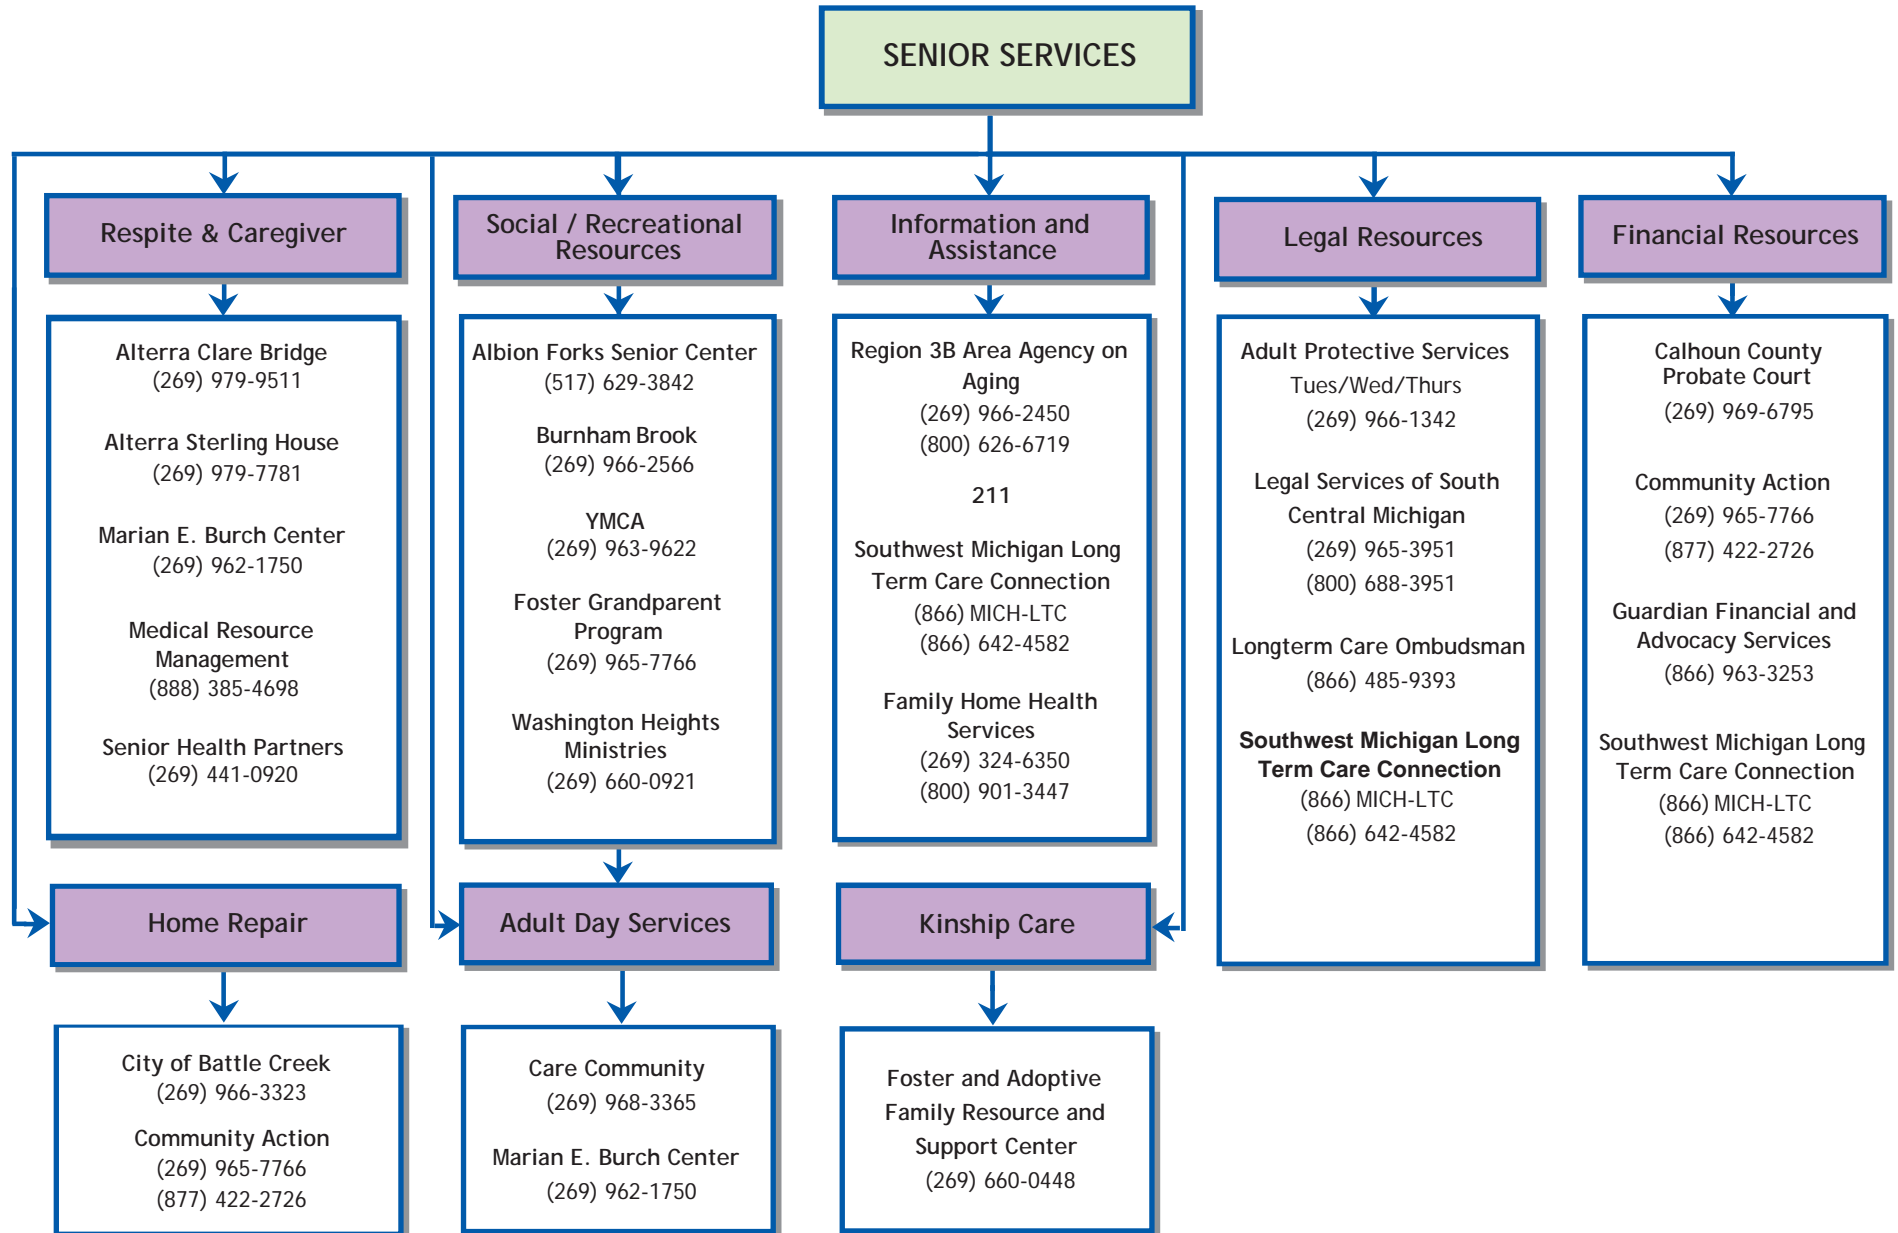 SENIOR SERVICES
Respite & Caregiver
Alterra Clare Bridge
(269) 979-9511
Alterra Sterling House
(269) 979-7781
Marian E. Burch Center
(269) 962-1750
Medical Resource
Management
(888) 385-4698
Senior Health Partners
(269) 441-0920
Social / Recreational
Resources
Albion Forks Senior Center
(517) 629-3842
Burnham Brook
(269) 966-2566
YMCA
(269) 963-9622
Foster Grandparent
Program
(269) 965-7766
Washington Heights
Ministries
(269) 660-0921
Information and
Assistance
Region 3B Area Agency on
Aging
(269) 966-2450
(800) 626-6719
211
Southwest Michigan Long
Term Care Connection
(866) MICH-LTC
(866) 642-4582
Family Home Health
Services
(269) 324-6350
(800) 901-3447
Legal Resources
Adult Protective Services
Tues/Wed/Thurs
(269) 966-1342
Legal Services of South
Central Michigan
(269) 965-3951
(800) 688-3951
Longterm Care Ombudsman
(866) 485-9393
Southwest Michigan Long
Term Care Connection
(866) MICH-LTC
(866) 642-4582
Financial Resources
Calhoun County
Probate Court
(269) 969-6795
Community Action
(269) 965-7766
(877) 422-2726
Guardian Financial and
Advocacy Services
(866) 963-3253
Southwest Michigan Long
Term Care Connection
(866) MICH-LTC
(866) 642-4582
Home Repair
City of Battle Creek
(269) 966-3323
Community Action
(269) 965-7766
(877) 422-2726
Adult Day Services
Care Community
(269) 968-3365
Marian E. Burch Center
(269) 962-1750
Kinship Care
Foster and Adoptive
Family Resource and
Support Center
(269) 660-0448